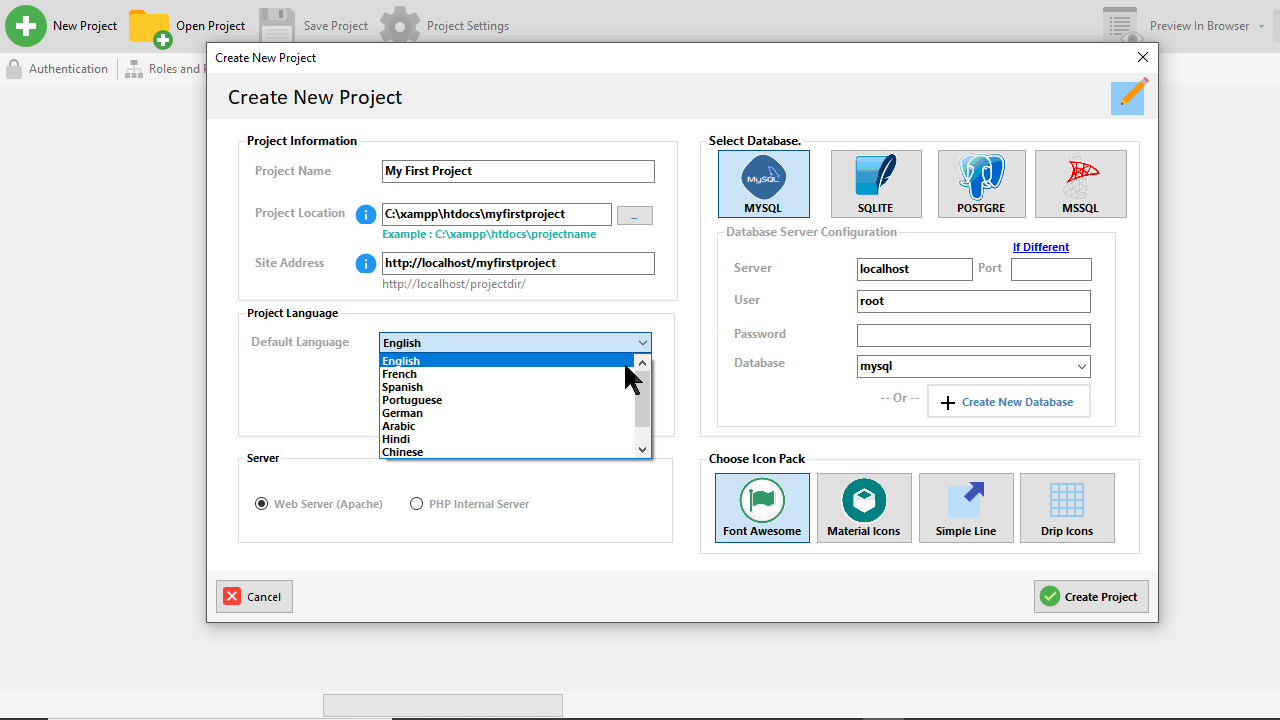 New Project
Open Project
Save Project
Project Settings
Preview In Browser
Authentication
Roles and
Create New Project
Create New Project
Project Information
Project Name
My First Project
Project Location
C:\xampp\htdocs\myfirstproject
...
Example : C:\xampp\htdocs\projectname
Site Address
http://localhost/myfirstproject
http://localhost/projectdir/
Project Language
Default Language
English
English
French
Spanish
Portuguese
German
Arabic
Hindi
Chinese
Server
Web Server (Apache)
PHP Internal Server
Select Database.
MySQL
MYSQL
SQLITE
POSTGRE
MSSQL
Database Server Configuration
If Different
Server
localhost
Port
User
root
Password
Database
mysql
-- Or --
Create New Database
Choose Icon Pack
Font Awesome
Material Icons
Simple Line
Drip Icons
Cancel
Create Project